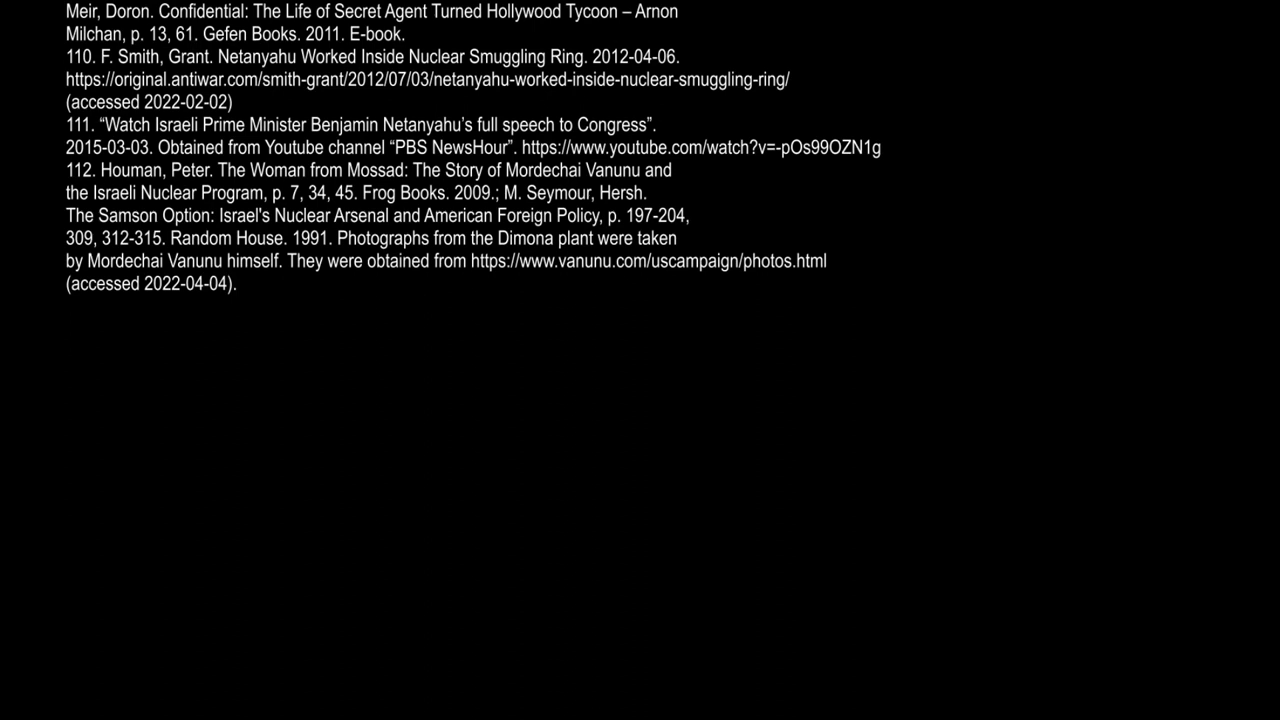 Meir, Doron. Confidential: The Life of Secret Agent Turned Hollywood Tycoon – Arnon
Milchan, p. 13, 61. Gefen Books. 2011. E-book.
110. F. Smith, Grant. Netanyahu Worked Inside Nuclear Smuggling Ring. 2012-04-06.
https://original.antiwar.com/smith-grant/2012/07/03/netanyahu-worked-inside-nuclear-smuggling-ring/
(accessed 2022-02-02)
111. “Watch Israeli Prime Minister Benjamin Netanyahu’s full speech to Congress”.
2015-03-03. Obtained from Youtube channel “PBS NewsHour”. https://www.youtube.com/watch?v=-pOs99OZN1g
112. Houman, Peter. The Woman from Mossad: The Story of Mordechai Vanunu and
the Israeli Nuclear Program, p. 7, 34, 45. Frog Books. 2009.; M. Seymour, Hersh.
The Samson Option: Israel's Nuclear Arsenal and American Foreign Policy, p. 197-204,
309, 312-315. Random House. 1991. Photographs from the Dimona plant were taken
by Mordechai Vanunu himself. They were obtained from https://www.vanunu.com/uscampaign/photos.html
(accessed 2022-04-04).